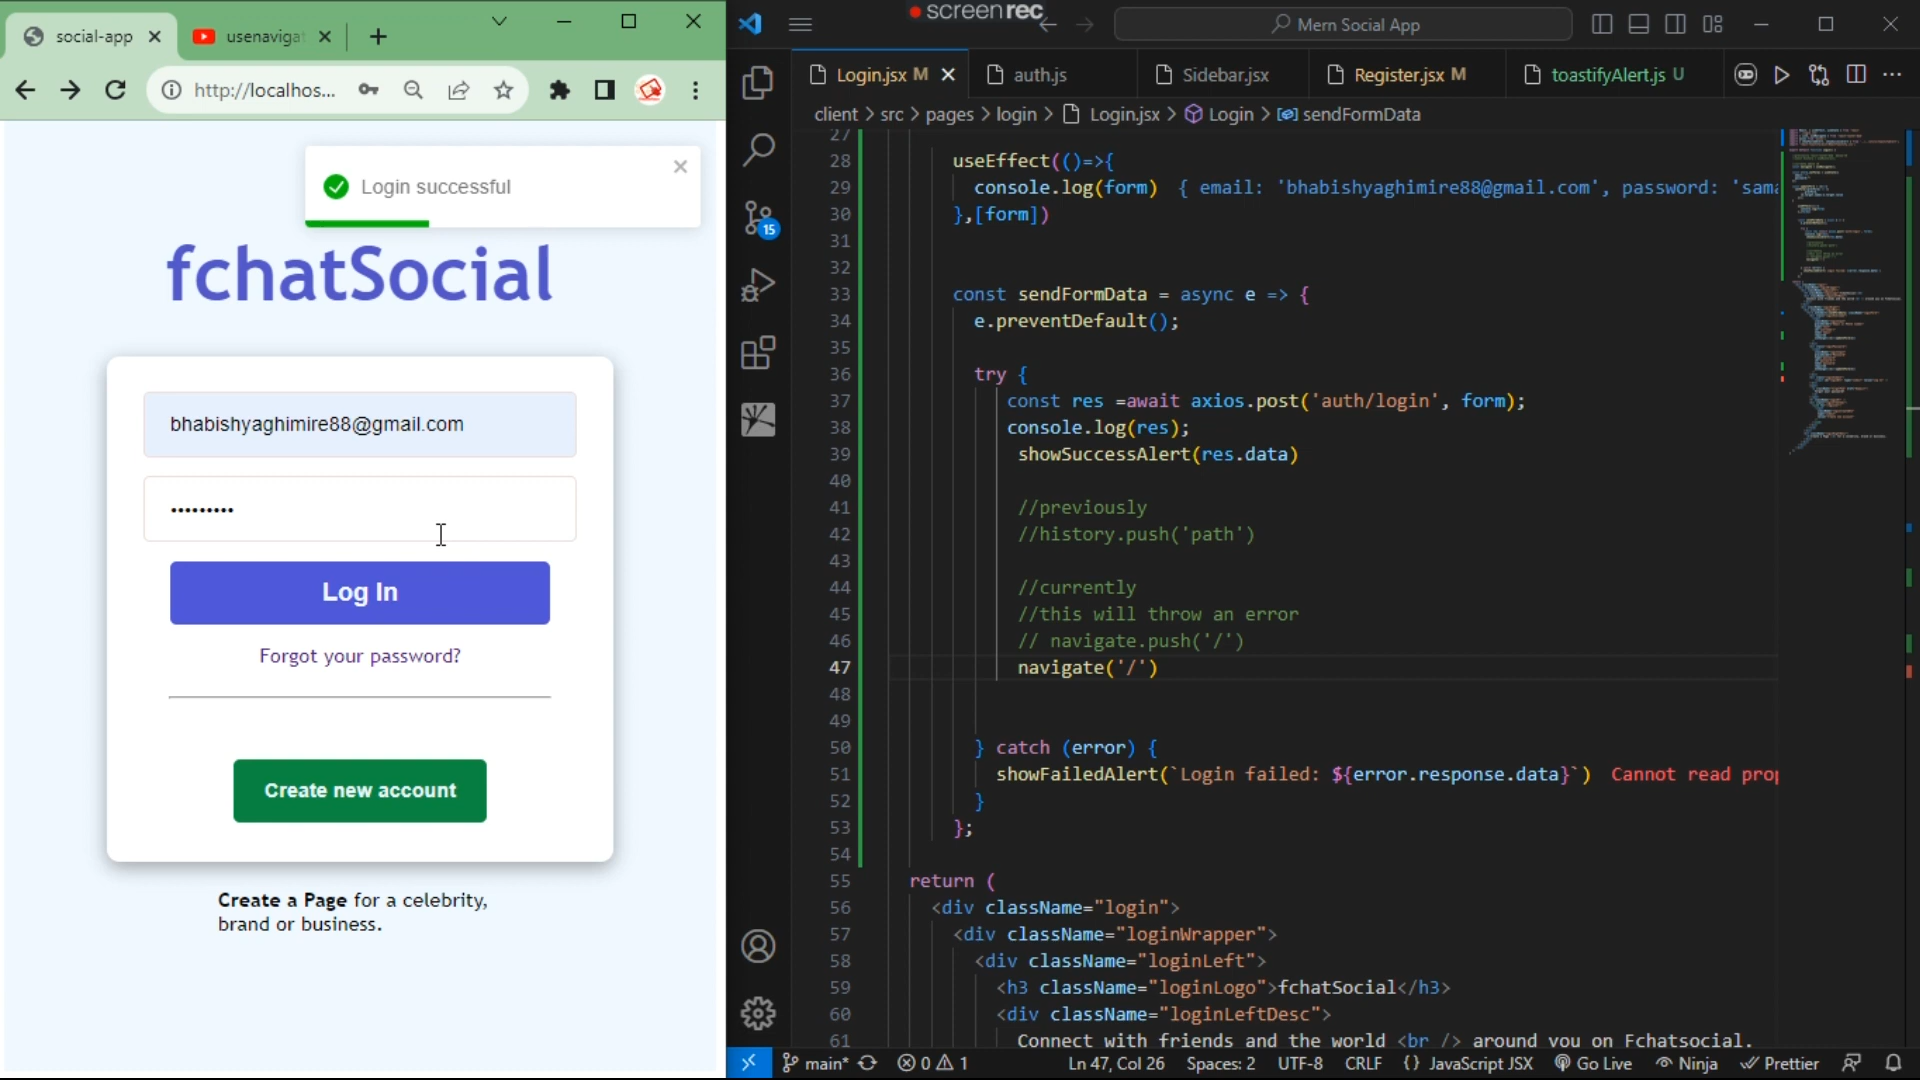 social-app
usenavigat
http://localhos...
Login successful
fchatSocial
bhabishyaghimire88@gmail.com
•••••••••
Log In
Forgot your password?
Create new account
Create a Page for a celebrity,
brand or business.
screenrec
Mern Social App
Login.jsx M
auth.js
Sidebar.jsx
Register.jsx M
toastifyAlert.js U
client > src > pages > login > Login.jsx > Login > sendFormData
15
27
28 useEffect(()=>{
29 console.log(form) { email: 'bhabishyaghimire88@gmail.com', password: 'sama
30 },[form])
31
32
33 const sendFormData = async e => {
34 e.preventDefault();
35
36 try {
37 const res =await axios.post('auth/login', form);
38 console.log(res);
39 showSuccessAlert(res.data)
40
41 //previously
42 //history.push('path')
43
44 //currently
45 //this will throw an error
46 // navigate.push('/')
47 navigate('/')
48
49
50 } catch (error) {
51 showFailedAlert(`Login failed: ${error.response.data}`) Cannot read prop
52 }
53 };
54
55 return (
56 <div className="login">
57 <div className="loginWrapper">
58 <div className="loginLeft">
59 <h3 className="loginLogo">fchatSocial</h3>
60 <div className="loginLeftDesc">
61 Connect with friends and the world <br /> around you on Fchatsocial.
main* 0 1 Ln 47, Col 26 Spaces: 2 UTF-8 CRLF {} JavaScript JSX Go Live Ninja Prettier